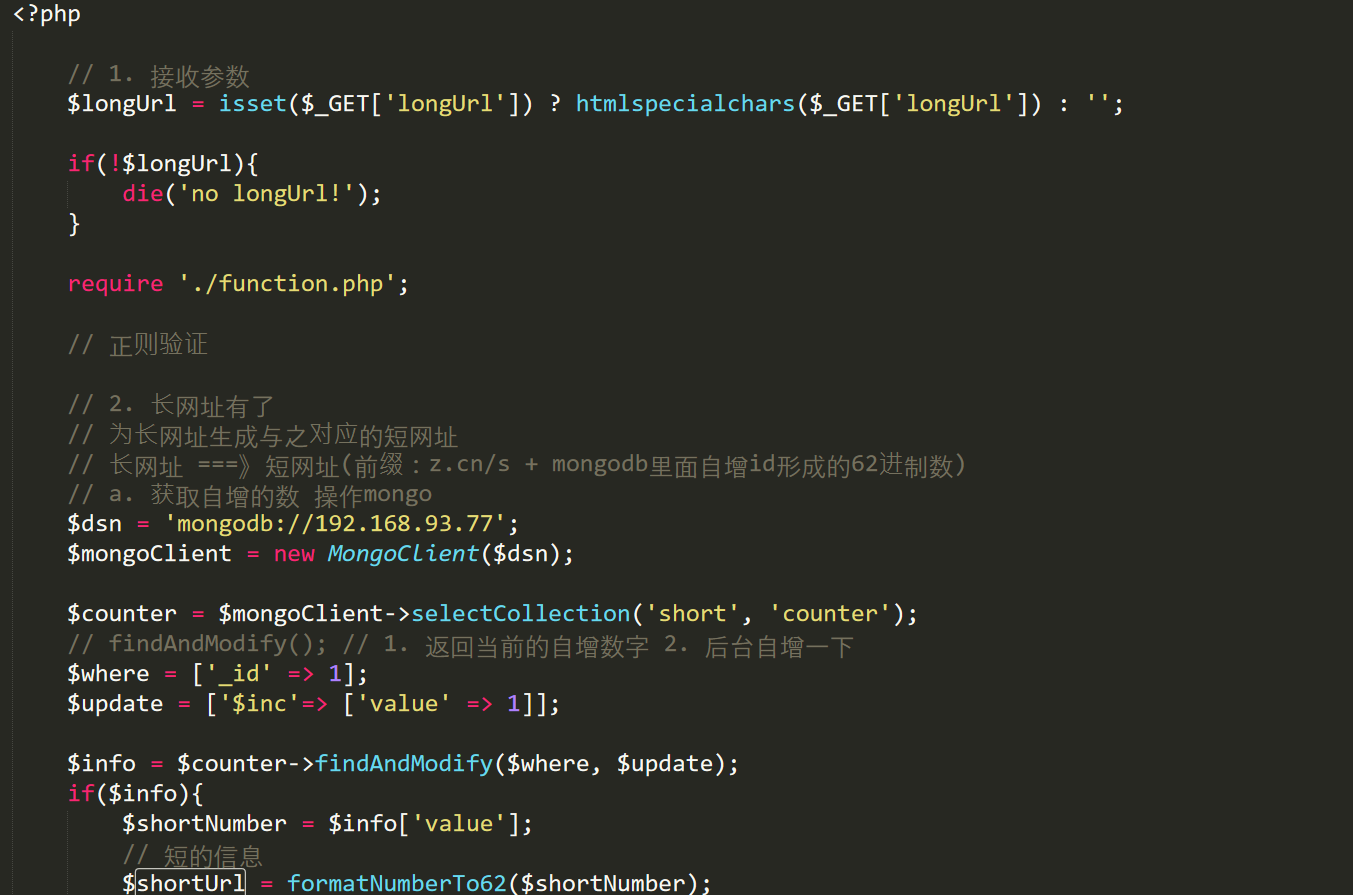 <?php
// 1. 接收参数
$longUrl = isset($_GET['longUrl']) ? htmlspecialchars($_GET['longUrl']) : '';
if(!$longUrl){
die('no longUrl!');
}
require './function.php';
// 正则验证
// 2. 长网址有了
// 为长网址生成与之对应的短网址
// 长网址 ===》短网址(前缀：z.cn/s + mongodb里面自增id形成的62进制数)
// a. 获取自增的数 操作mongo
$dsn = 'mongodb://192.168.93.77';
$mongoClient = new MongoClient($dsn);
$counter = $mongoClient->selectCollection('short', 'counter');
// findAndModify(); // 1. 返回当前的自增数字 2. 后台自增一下
$where = ['_id' => 1];
$update = ['$inc'=> ['value' => 1]];
$info = $counter->findAndModify($where, $update);
if($info){
$shortNumber = $info['value'];
// 短的信息
$shortUrl = formatNumberTo62($shortNumber);